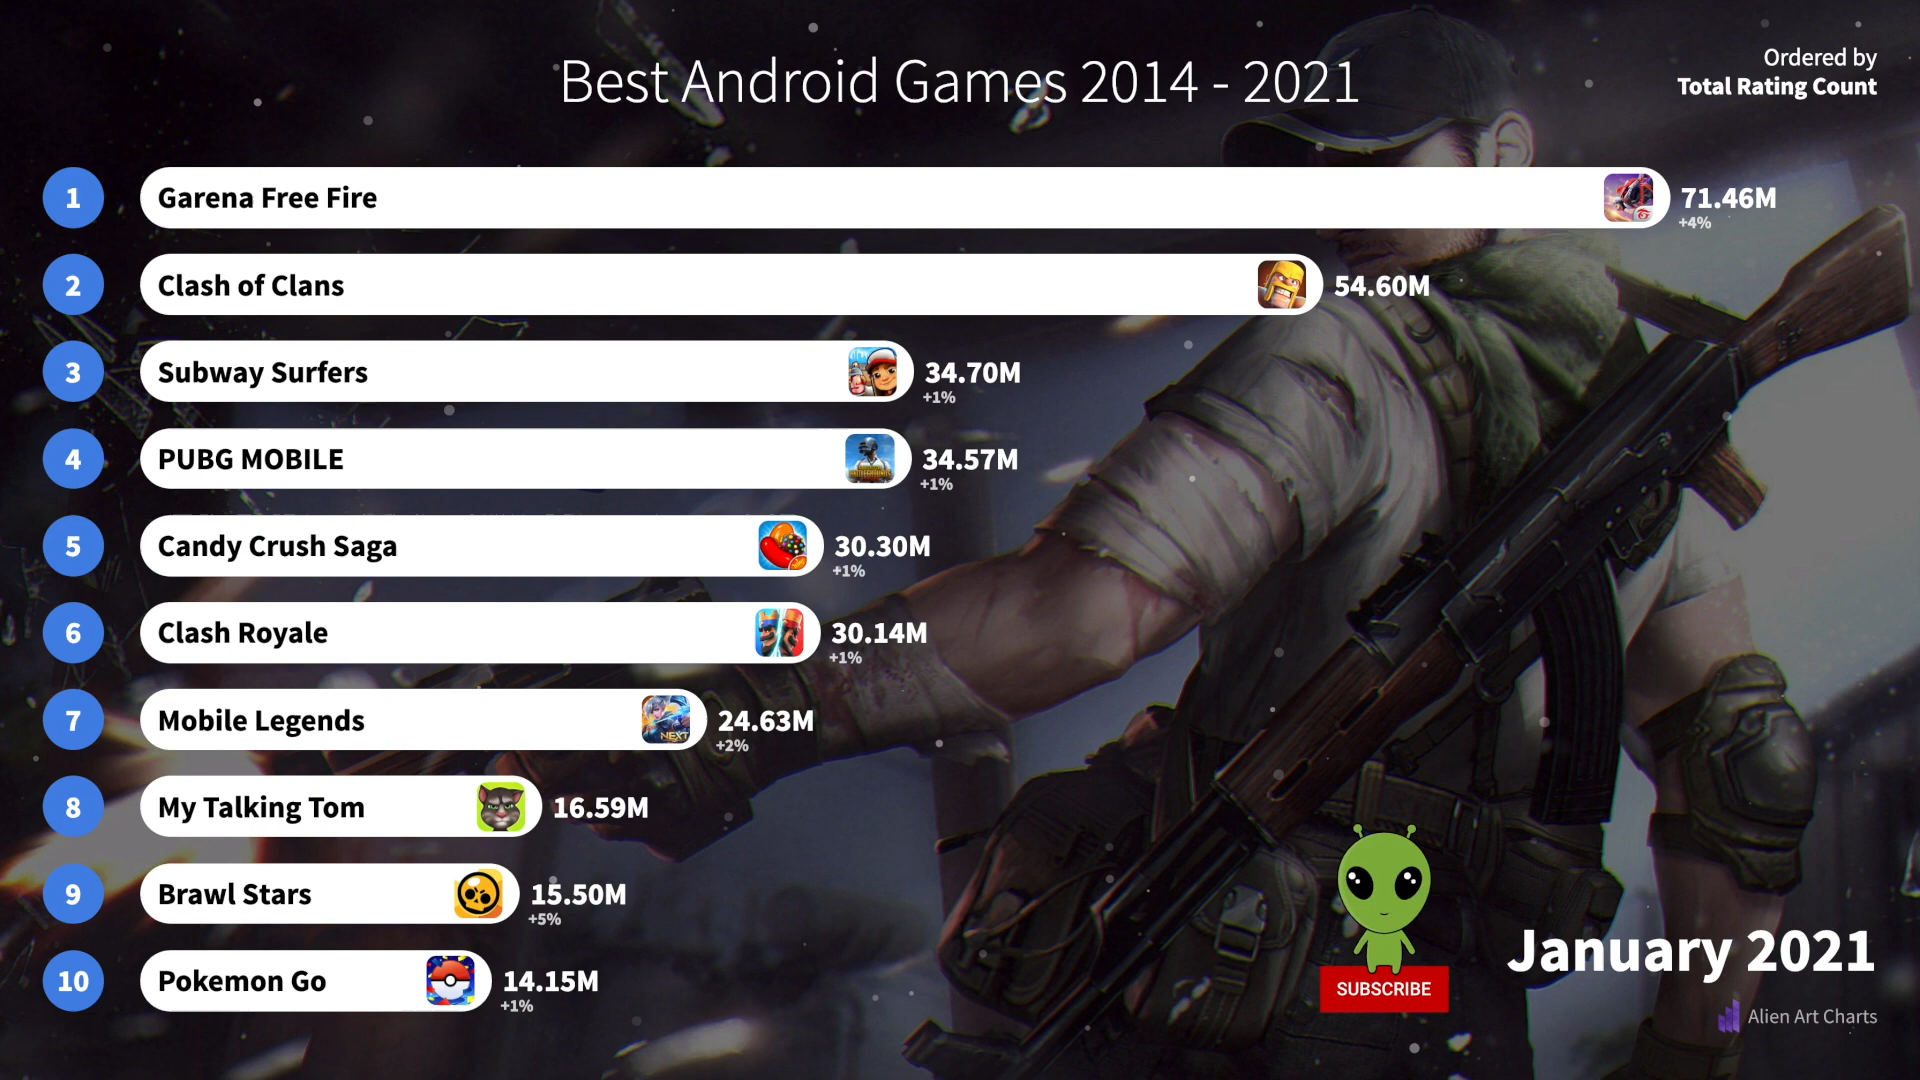 Best Android Games 2014 - 2021
Ordered by
Total Rating Count
1
Garena Free Fire
71.46M
+4%
2
Clash of Clans
54.60M
3
Subway Surfers
34.70M
+1%
4
PUBG MOBILE
34.57M
+1%
5
Candy Crush Saga
30.30M
+1%
6
Clash Royale
30.14M
+1%
7
Mobile Legends
NEXT
24.63M
+2%
8
My Talking Tom
16.59M
9
Brawl Stars
15.50M
+5%
10
Pokemon Go
14.15M
+1%
SUBSCRIBE
January 2021
Alien Art Charts